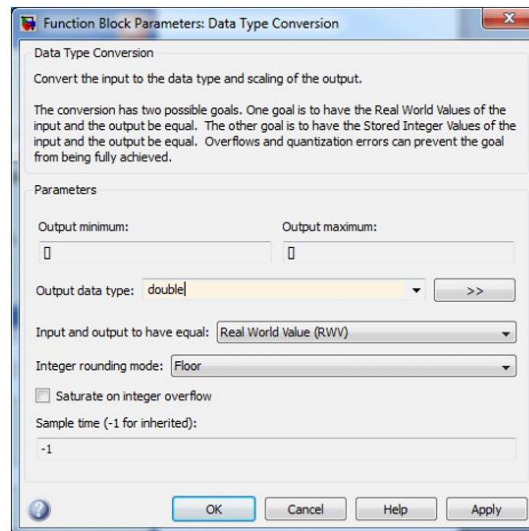 Function Block Parameters: Data Type Conversion
Data Type Conversion
Convert the input to the data type and scaling of the output.
The conversion has two possible goals. One goal is to have the Real World Values of the
input and the output be equal. The other goal is to have the Stored Integer Values of the
input and the output be equal. Overflows and quantization errors can prevent the goal
from being fully achieved.
Parameters
Output minimum:
Output maximum:
[]
[]
Output data type: double
>>
Input and output to have equal: Real World Value (RWV)
Integer rounding mode: Floor
Saturate on integer overflow
Sample time (-1 for inherited):
-1
OK
Cancel
Help
Apply